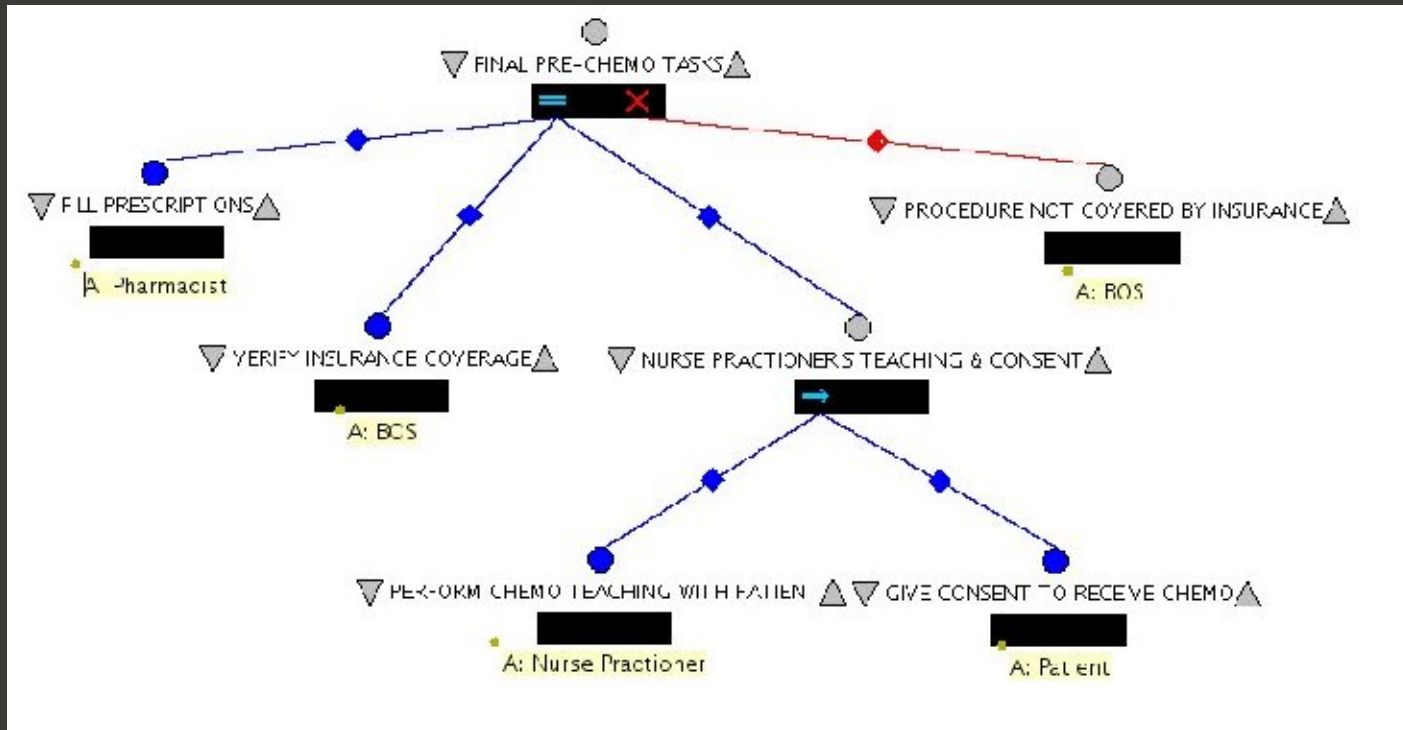 FINAL PRE-CHEMO TASKS
FILL PRESCRIPTIONS
PROCEDURE NOT COVERED BY INSURANCE
A: Pharmacist
A: BOS
VERIFY INSURANCE COVERAGE
NURSE PRACTIONER'S TEACHING & CONSENT
A: BOS
PERFORM CHEMO TEACHING WITH PATIENT
GIVE CONSENT TO RECEIVE CHEMO
A: Nurse Practioner
A: Patient